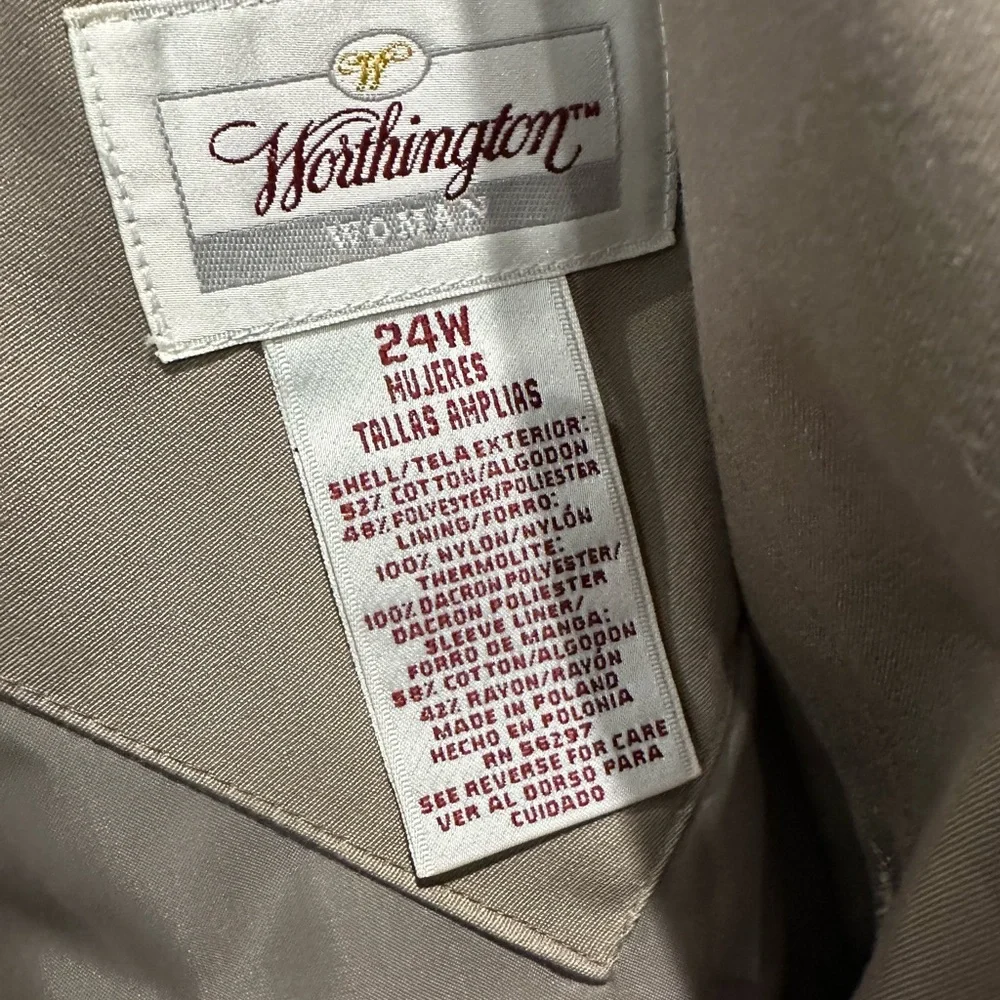 W
Worthington™
WOMAN
24W
MUJERES
TALLAS AMPLIAS
SHELL/TELA EXTERIOR:
52% COTTON/ALGODON
48% POLYESTER/POLIESTER
LINING/FORRO:
100% NYLON/NYLÓN
THERMOLITE:
100% DACRON POLYESTER/
DACRON POLIESTER
SLEEVE LINER/
FORRO DE MANGA:
58% COTTON/ALGODON
42% RAYON/RAYÓN
MADE IN POLAND
HECHO EN POLONIA
RN 56297
SEE REVERSE FOR CARE
VER AL DORSO PARA
CUIDADO